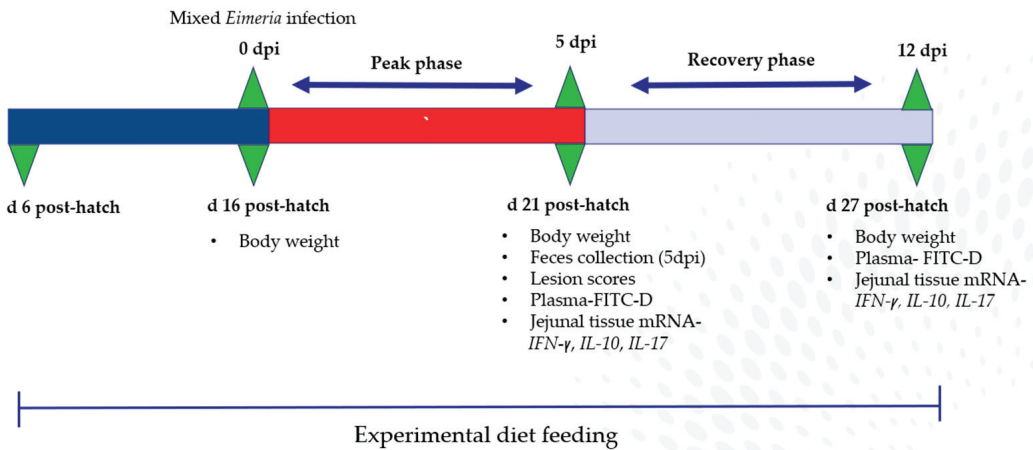 Mixed Eimeria infection
0 dpi
5 dpi
12 dpi
Peak phase
Recovery phase
`
d 6 post-hatch
d 16 post-hatch
• Body weight
d 21 post-hatch
• Body weight
• Feces collection (5dpi)
• Lesion scores
• Plasma-FITC-D
• Jejunal tissue mRNA-
IFN-γ, IL-10, IL-17
d 27 post-hatch
• Body weight
• Plasma- FITC-D
• Jejunal tissue mRNA-
IFN-γ, IL-10, IL-17
Experimental diet feeding